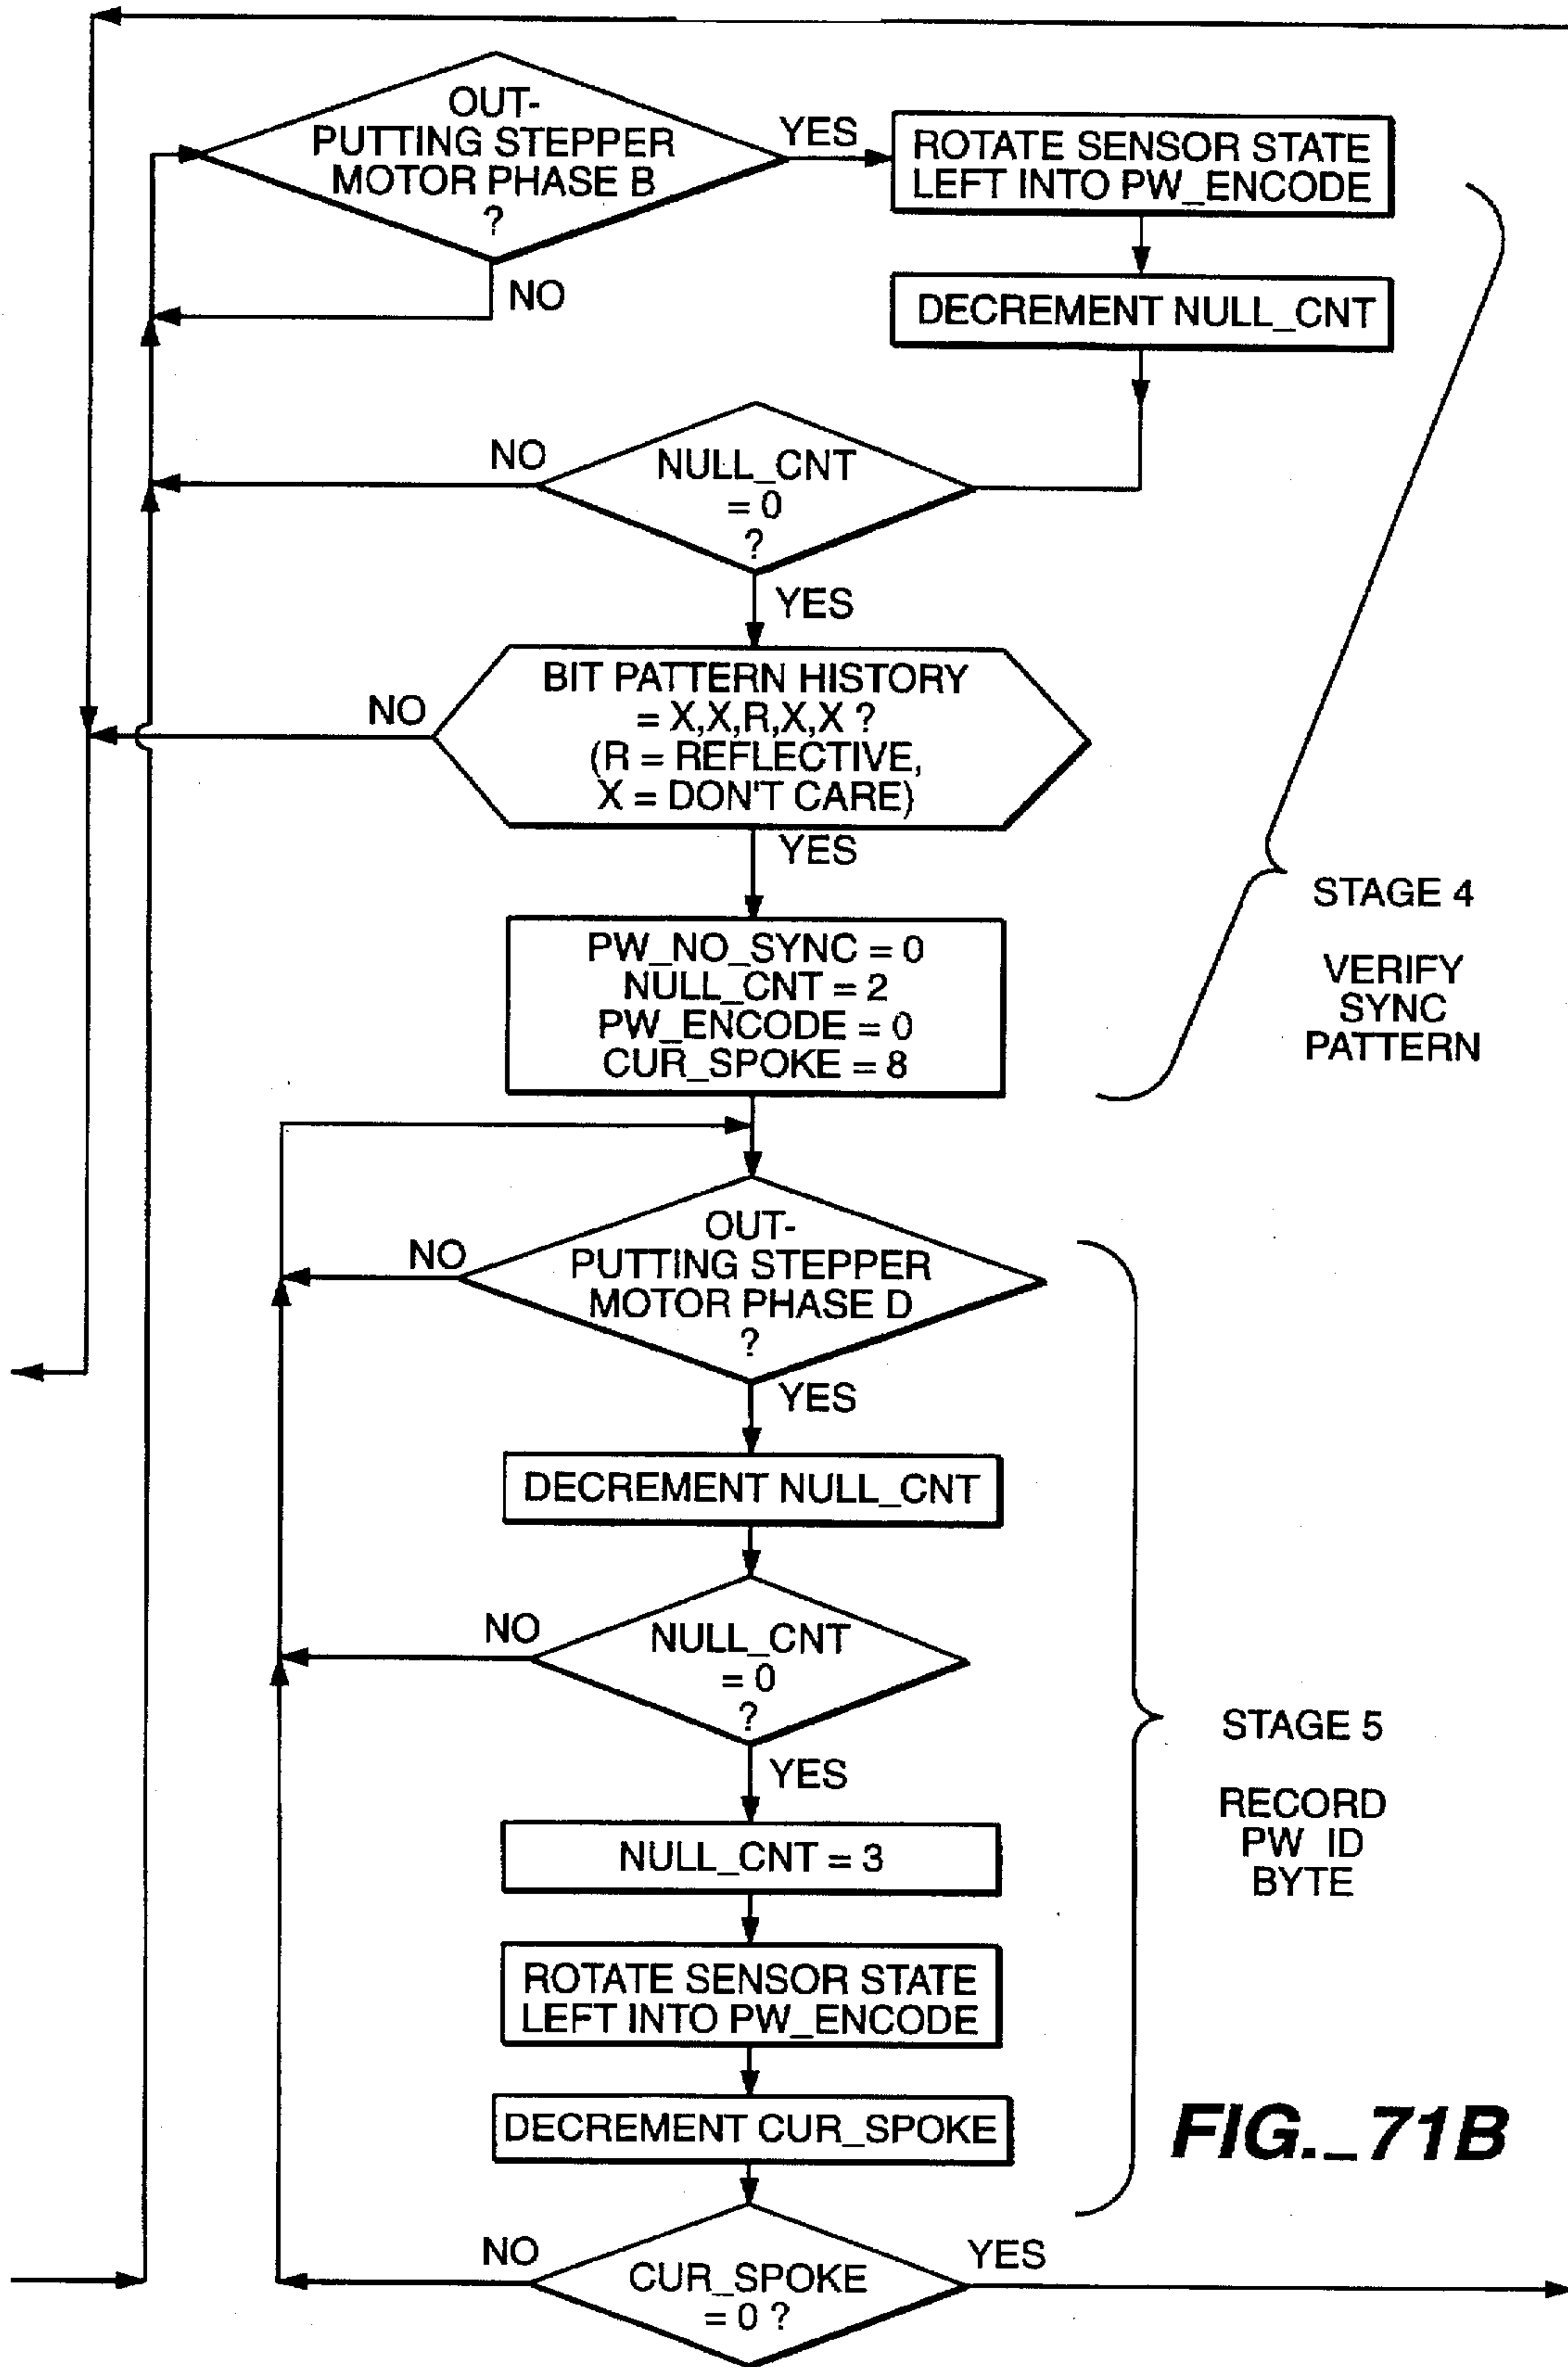 OUT-
PUTTING STEPPER
MOTOR PHASE B
?
YES
ROTATE SENSOR STATE
LEFT INTO PW_ENCODE
NO
DECREMENT NULL_CNT
NO
NULL_CNT
= 0
?
YES
BIT PATTERN HISTORY
= X,X,R,X,X ?
(R = REFLECTIVE,
X = DON'T CARE)
NO
YES
STAGE 4
VERIFY
SYNC
PATTERN
PW_NO_SYNC = 0
NULL_CNT = 2
PW_ENCODE = 0
CUR_SPOKE = 8
OUT-
PUTTING STEPPER
MOTOR PHASE D
?
NO
YES
DECREMENT NULL_CNT
NO
NULL_CNT
= 0
?
YES
STAGE 5
RECORD
PW ID
BYTE
NULL_CNT = 3
ROTATE SENSOR STATE
LEFT INTO PW_ENCODE
DECREMENT CUR_SPOKE
FIG._71B
NO
CUR_SPOKE
= 0 ?
YES